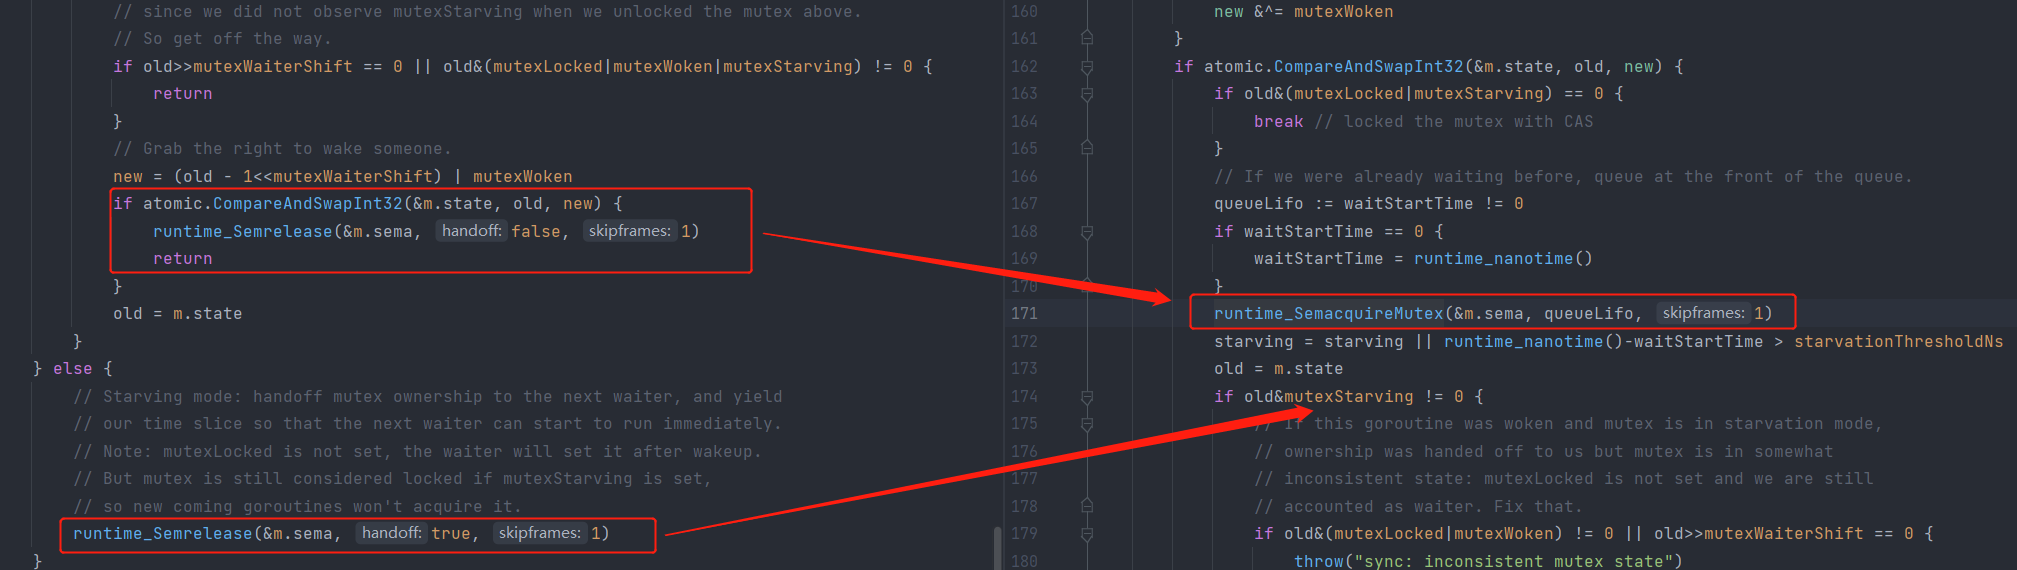 // since we did not observe mutexStarving when we unlocked the mutex above.
// So get off the way.
if old>>mutexWaiterShift == 0 || old&(mutexLocked|mutexWoken|mutexStarving) != 0 {
return
}
// Grab the right to wake someone.
new = (old - 1<<mutexWaiterShift) | mutexWoken
if atomic.CompareAndSwapInt32(&m.state, old, new) {
runtime_Semrelease(&m.sema, handoff: false, skipframes: 1)
return
}
old = m.state
}
} else {
// Starving mode: handoff mutex ownership to the next waiter, and yield
// our time slice so that the next waiter can start to run immediately.
// Note: mutexLocked is not set, the waiter will set it after wakeup.
// But mutex is still considered locked if mutexStarving is set,
// so new coming goroutines won't acquire it.
runtime_Semrelease(&m.sema, handoff: true, skipframes: 1)
}
160 new &^= mutexWoken
161 }
162 if atomic.CompareAndSwapInt32(&m.state, old, new) {
163 if old&(mutexLocked|mutexStarving) == 0 {
164 break // locked the mutex with CAS
165 }
166 // If we were already waiting before, queue at the front of the queue.
167 queueLifo := waitStartTime != 0
168 if waitStartTime == 0 {
169 waitStartTime = runtime_nanotime()
170 }
171 runtime_SemacquireMutex(&m.sema, queueLifo, skipframes: 1)
172 starving = starving || runtime_nanotime()-waitStartTime > starvationThresholdNs
173 old = m.state
174 if old&mutexStarving != 0 {
175 // If this goroutine was woken and mutex is in starvation mode,
176 // ownership was handed off to us but mutex is in somewhat
177 // inconsistent state: mutexLocked is not set and we are still
178 // accounted as waiter. Fix that.
179 if old&(mutexLocked|mutexWoken) != 0 || old>>mutexWaiterShift == 0 {
180 throw("sync: inconsistent mutex state")